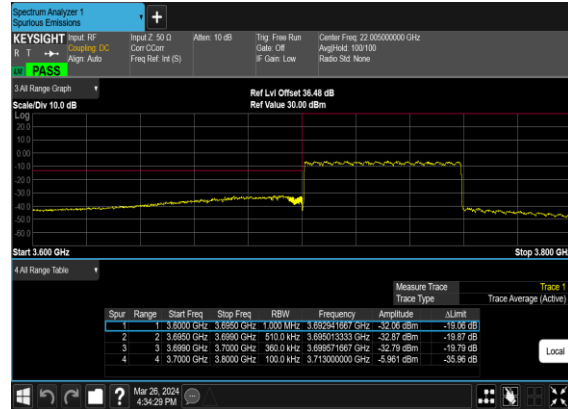 Spectrum Analyzer 1
Spurious Emissions
KEYSIGHT
R T
LXI PASS
Input: RF
Coupling: DC
Align: Auto
Input Z: 50 Ω
Corr CCorr
Freq Ref: Int (S)
Atten: 10 dB
Trig: Free Run
Gate: Off
IF Gain: Low
Center Freq: 22.005000000 GHz
Avg|Hold: 100/100
Radio Std: None
3 All Range Graph
Scale/Div 10.0 dB
Ref Lvl Offset 36.48 dB
Ref Value 30.00 dBm
Log
20.0
10.0
0.00
-10.0
-20.0
-30.0
-40.0
-50.0
-60.0
Start 3.600 GHz
Stop 3.800 GHz
4 All Range Table
Measure Trace Trace 1
Trace Type Trace Average (Active)
Spur Range Start Freq Stop Freq RBW Frequency Amplitude ΔLimit
1 1 3.6000 GHz 3.6950 GHz 1.000 MHz 3.692941667 GHz -32.06 dBm -19.06 dB
2 2 3.6950 GHz 3.6990 GHz 510.0 kHz 3.695013333 GHz -32.87 dBm -19.87 dB
3 3 3.6990 GHz 3.7000 GHz 360.0 kHz 3.699571667 GHz -32.79 dBm -19.79 dB
4 4 3.7000 GHz 3.8000 GHz 100.0 kHz 3.713000000 GHz -5.961 dBm -35.96 dB
Local
?
Mar 26, 2024
4:34:29 PM